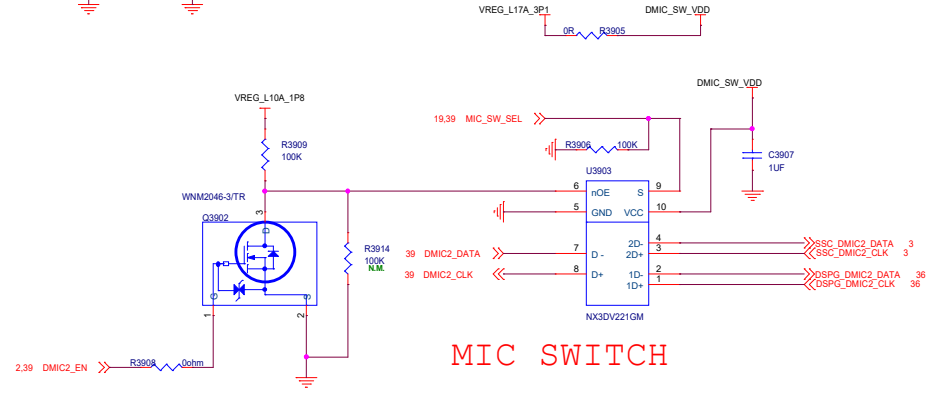 VREG_L17A_3P1 DMIC_SW_VDD
0R R3905
VREG_L10A_1P8
DMIC_SW_VDD
19,39 MIC_SW_SEL
R3909
100K
R3906 100K
C3907
1UF
U3903
WNM2046-3/TR
Q3902
6 nOE S 9
5 GND VCC 10
3
D
G
S
1
2
R3914
100K
N.M.
39 DMIC2_DATA 7 D -
39 DMIC2_CLK 8 D+
2D- 4 SSC_DMIC2_DATA 3
2D+ 3 SSC_DMIC2_CLK 3
1D- 2 DSPG_DMIC2_DATA 36
1D+ 1 DSPG_DMIC2_CLK 36
NX3DV221GM
MIC SWITCH
2,39 DMIC2_EN R3908 0ohm